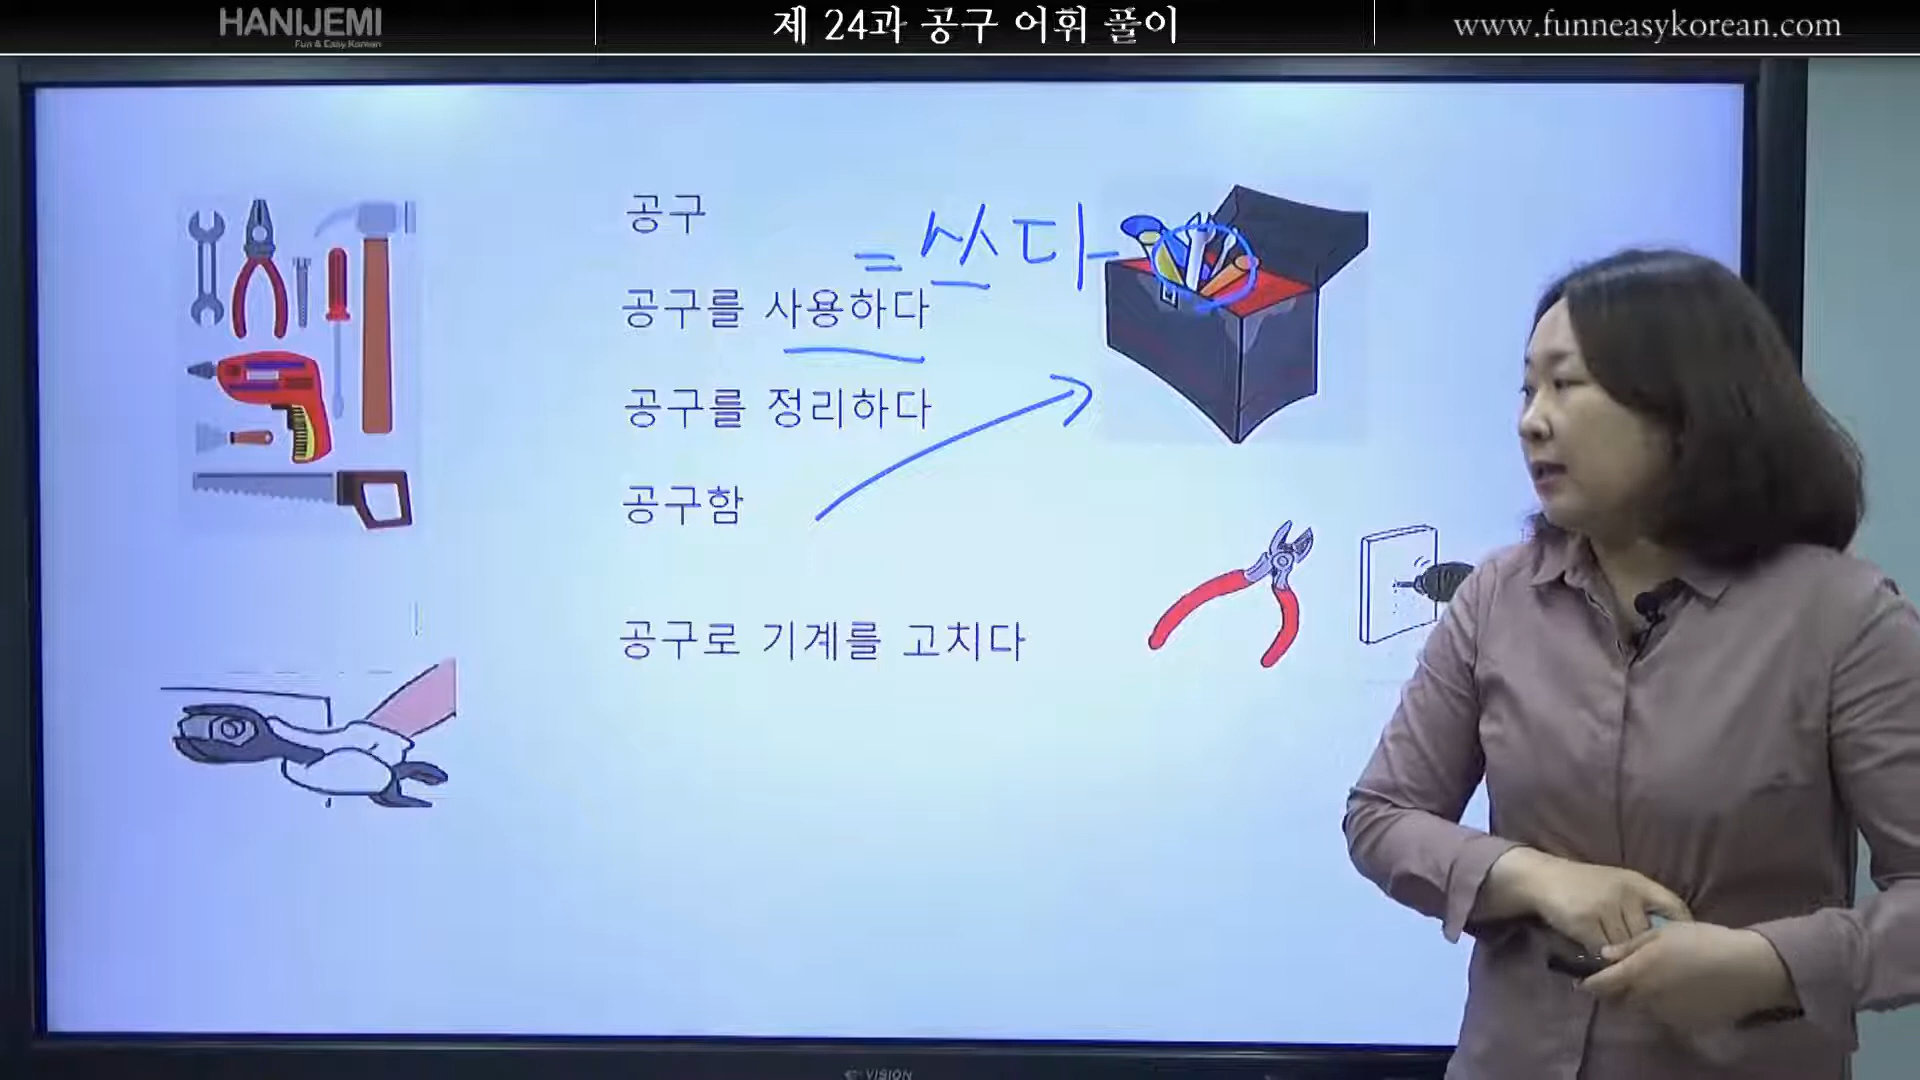 HANIJEMI
Fun & Easy Korean
제 24과 공구 어휘 풀이
www.funneasykorean.com
공구
= 쓰다
공구를 사용하다
공구를 정리하다
공구함
공구로 기계를 고치다
VISION